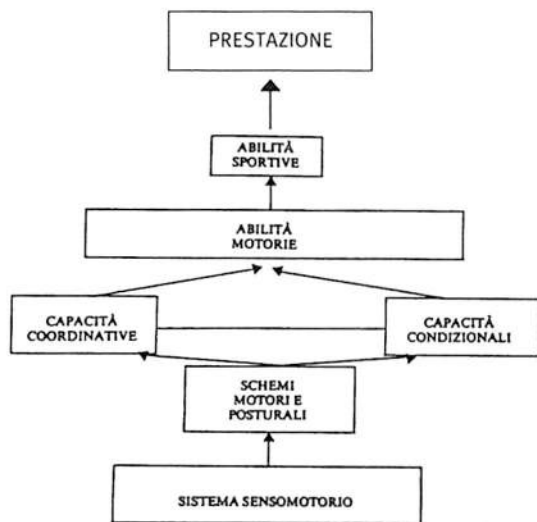 PRESTAZIONE
ABILITÀ
SPORTIVE
ABILITÀ
MOTORIE
CAPACITÀ
COORDINATIVE
CAPACITÀ
CONDIZIONALI
SCHEMI
MOTORI E
POSTURALI
SISTEMA SENSOMOTORIO